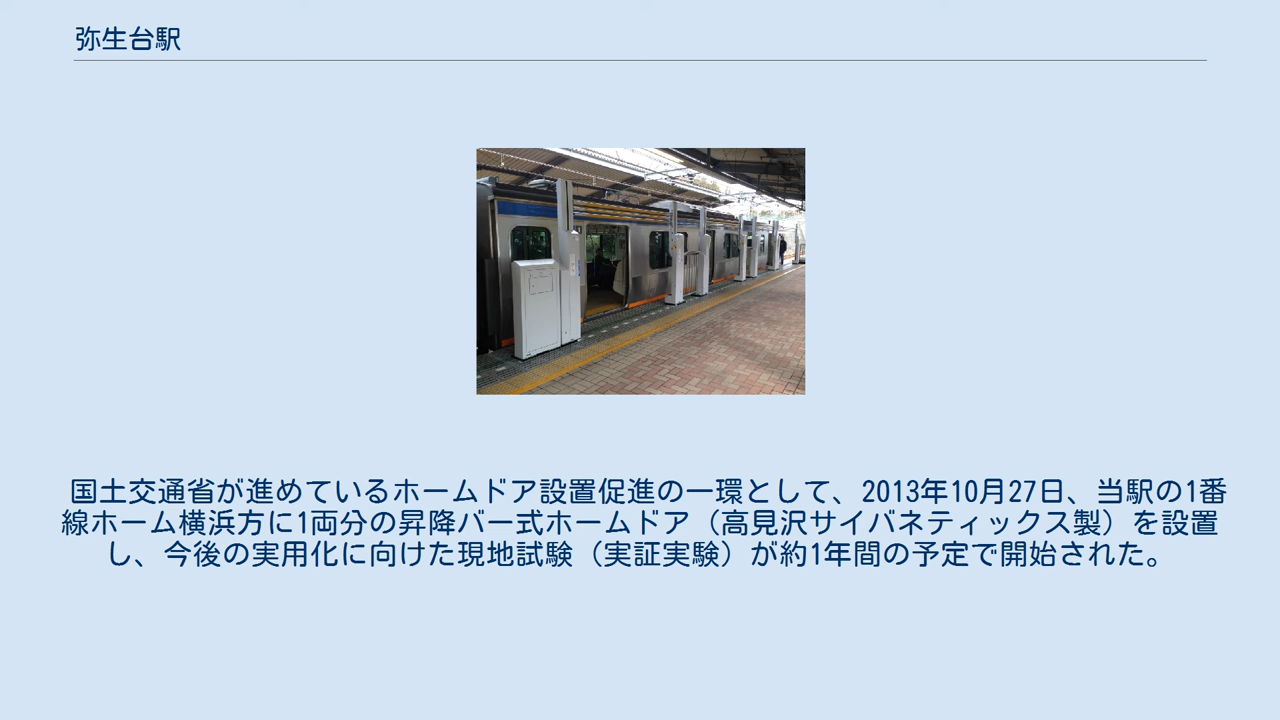 弥生台駅
国土交通省が進めているホームドア設置促進の一環として、2013年10月27日、当駅の1番
線ホーム横浜方に1両分の昇降バー式ホームドア（高見沢サイバネティックス製）を設置
し、今後の実用化に向けた現地試験（実証実験）が約1年間の予定で開始された。